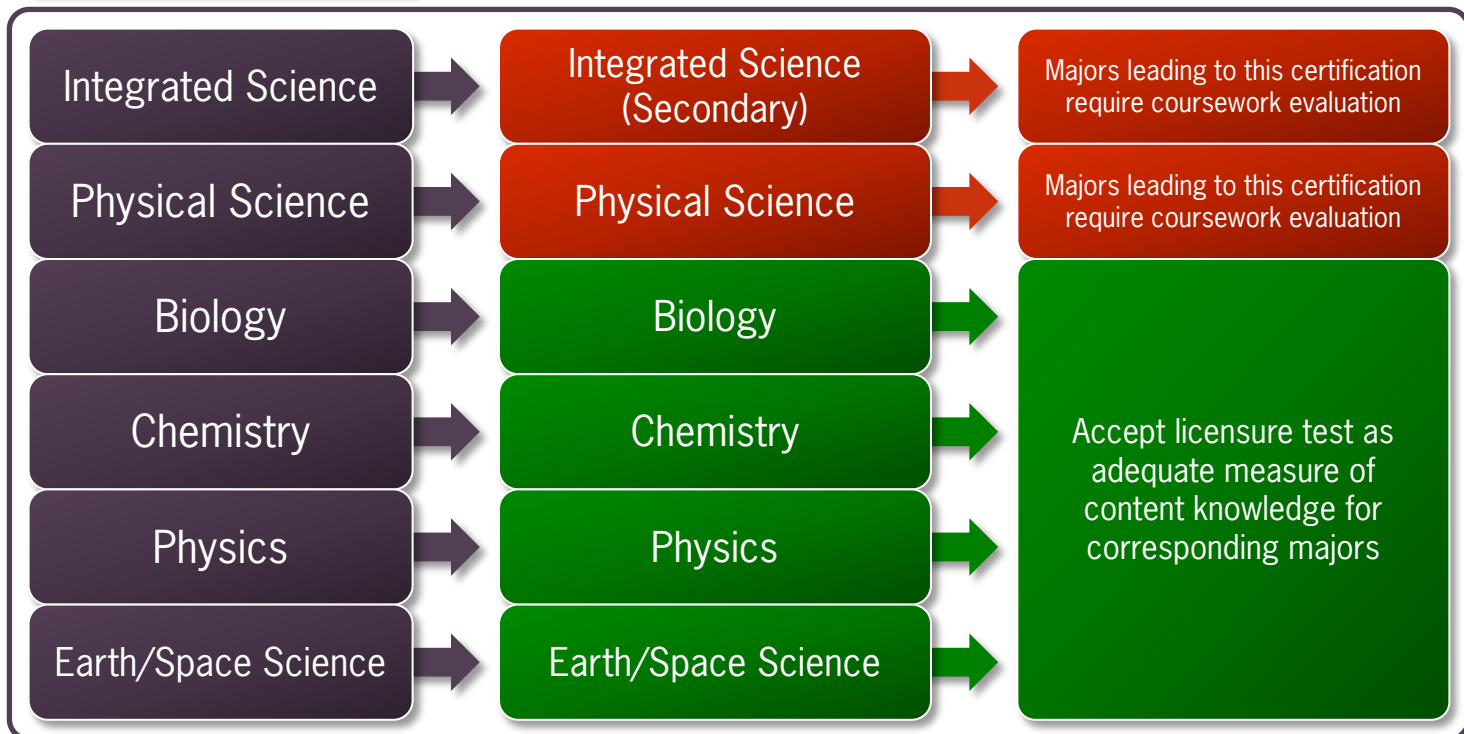 Integrated Science
Integrated Science
(Secondary)
Majors leading to this certification
require coursework evaluation
Physical Science
Physical Science
Majors leading to this certification
require coursework evaluation
Biology
Biology
Chemistry
Chemistry
Physics
Physics
Earth/Space Science
Earth/Space Science
Accept licensure test as
adequate measure of
content knowledge for
corresponding majors